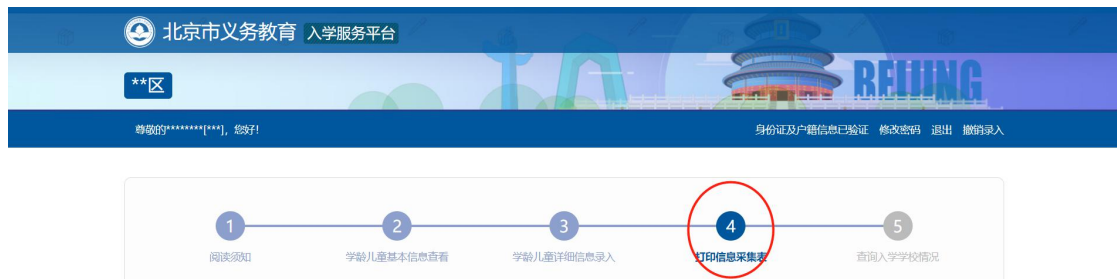 北京市义务教育 入学服务平台
**区
BEIJING
尊敬的********[***]，您好！ 身份证及户籍信息已验证 修改密码 退出 撤销录入
1 2 3 4 5
阅读须知 学龄儿童基本信息查看 学龄儿童详细信息录入 打印信息采集表 查询入学学校情况